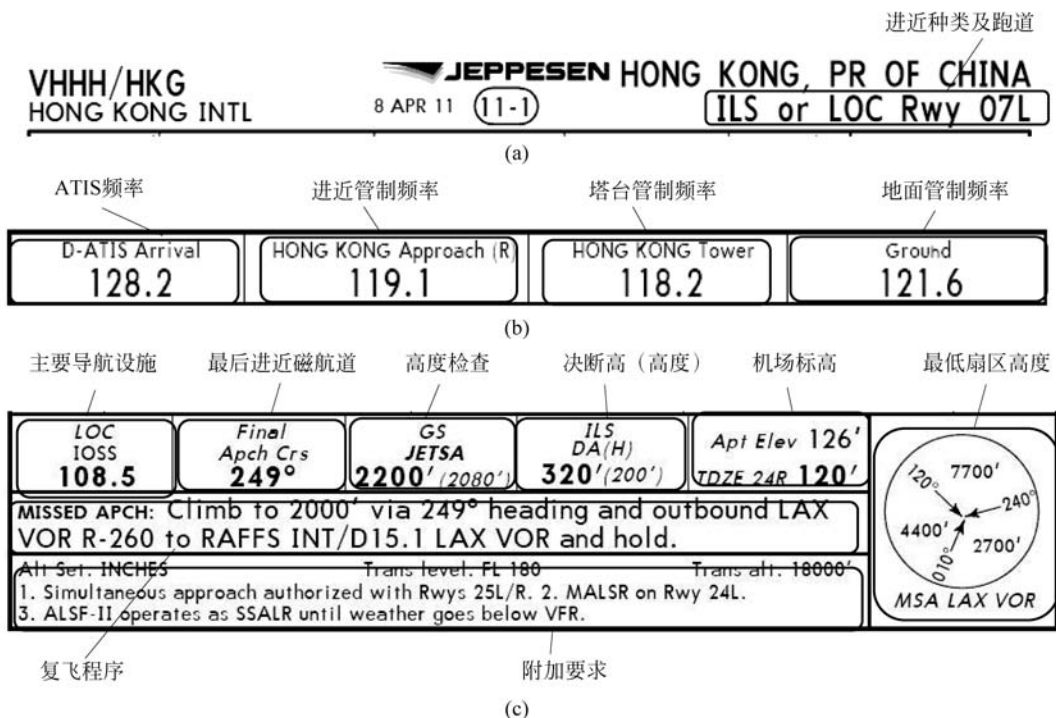 进近种类及跑道
VHHH/HKG
HONG KONG INTL
JEPPESEN
8 APR 11
11-1
HONG KONG, PR OF CHINA
ILS or LOC Rwy 07L
(a)
ATIS频率
进近管制频率
塔台管制频率
地面管制频率
D-ATIS Arrival
128.2
HONG KONG Approach (R)
119.1
HONG KONG Tower
118.2
Ground
121.6
(b)
主要导航设施
最后进近磁航道
高度检查
决断高（高度）
机场标高
最低扇区高度
LOC
IOSS
108.5
Final
Apch Crs
249°
GS
JETSA
2200'(2080')
ILS
DA(H)
320'(200')
Apt Elev 126'
TDZE 24R 120'
MISSED APCH: Climb to 2000' via 249° heading and outbound LAX
VOR R-260 to RAFFS INT/D15.1 LAX VOR and hold.
Alt Set: INCHES Trans level: FL 180 Trans alt: 18000'
1. Simultaneous approach authorized with Rwys 25L/R. 2. MALSR on Rwy 24L.
3. ALSF-II operates as SSALR until weather goes below VFR.
120°
7700'
240°
4400'
2700'
010°
MSA LAX VOR
复飞程序
附加要求
(c)